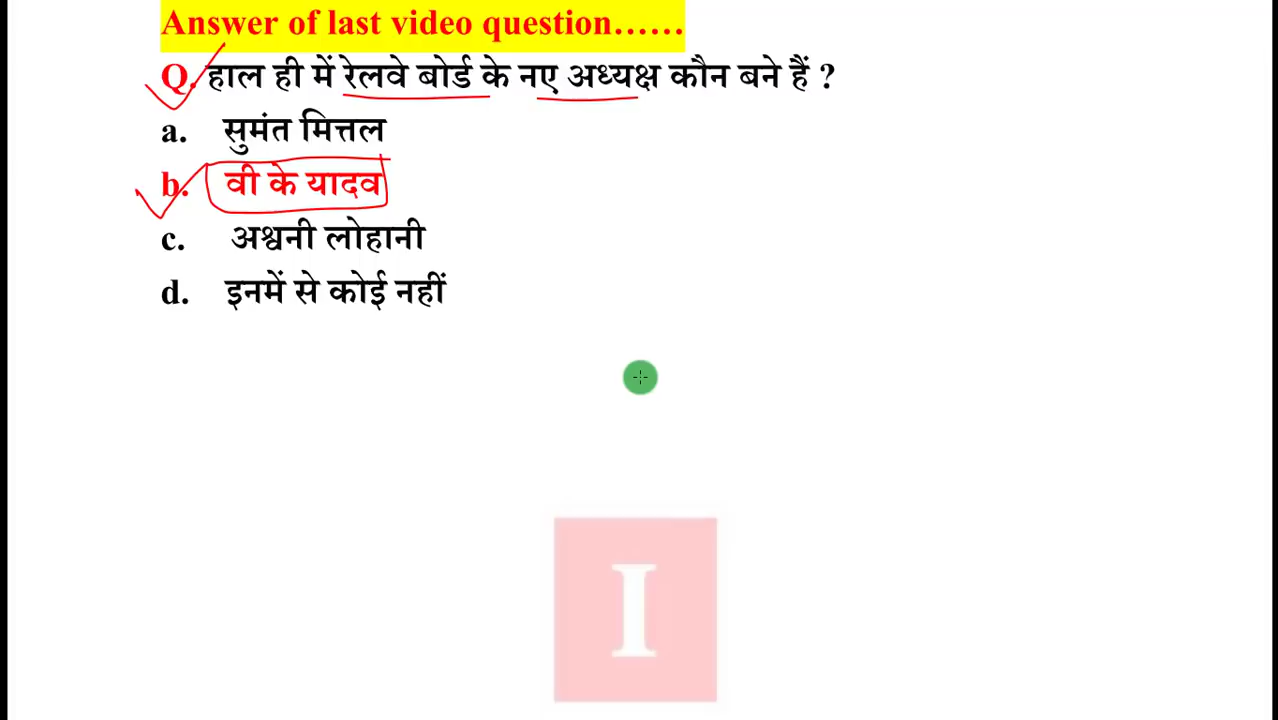 Answer of last video question……
Q. हाल ही में रेलवे बोर्ड के नए अध्यक्ष कौन बने हैं ?
a. सुमंत मित्तल
b. वी के यादव
c. अश्वनी लोहानी
d. इनमें से कोई नहीं
I